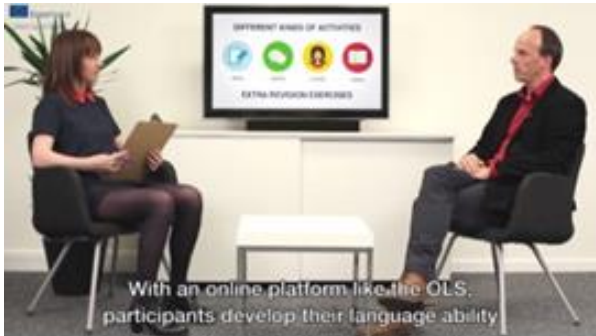 Erasmus+
DIFFERENT KINDS OF ACTIVITIES
EXTRA REVISION EXERCISES
With an online platform like the OLS,
participants develop their language ability